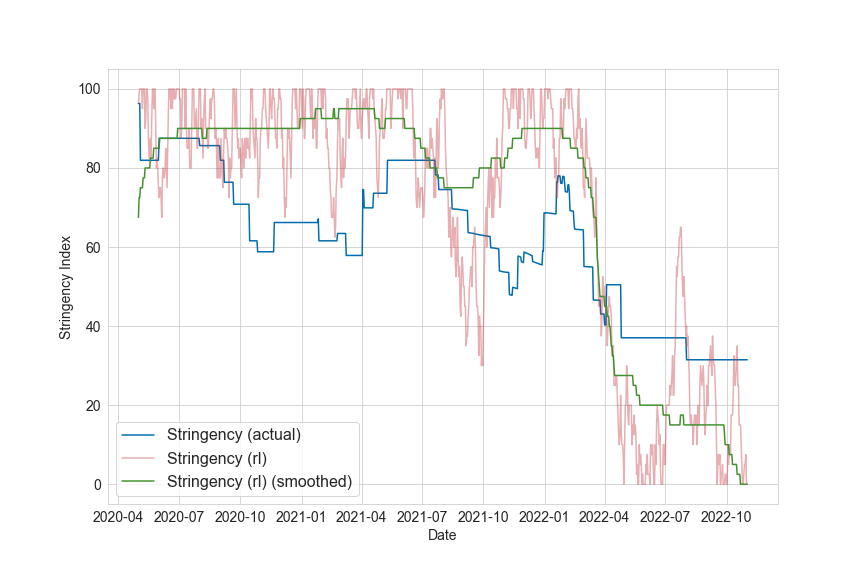 100
80
60
40
20
0
Stringency Index
Stringency (actual)
Stringency (rl)
Stringency (rl) (smoothed)
2020-04 2020-07 2020-10 2021-01 2021-04 2021-07 2021-10 2022-01 2022-04 2022-07 2022-10
Date